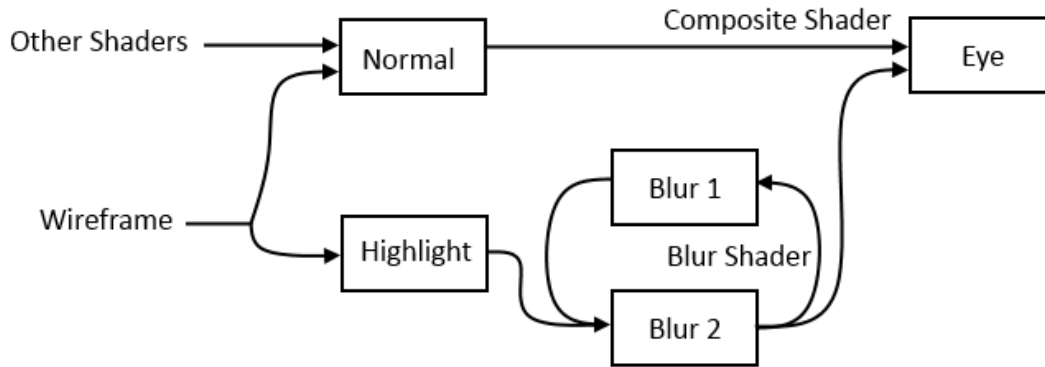 Composite Shader
Other Shaders
Normal
Eye
Blur 1
Wireframe
Highlight
Blur Shader
Blur 2